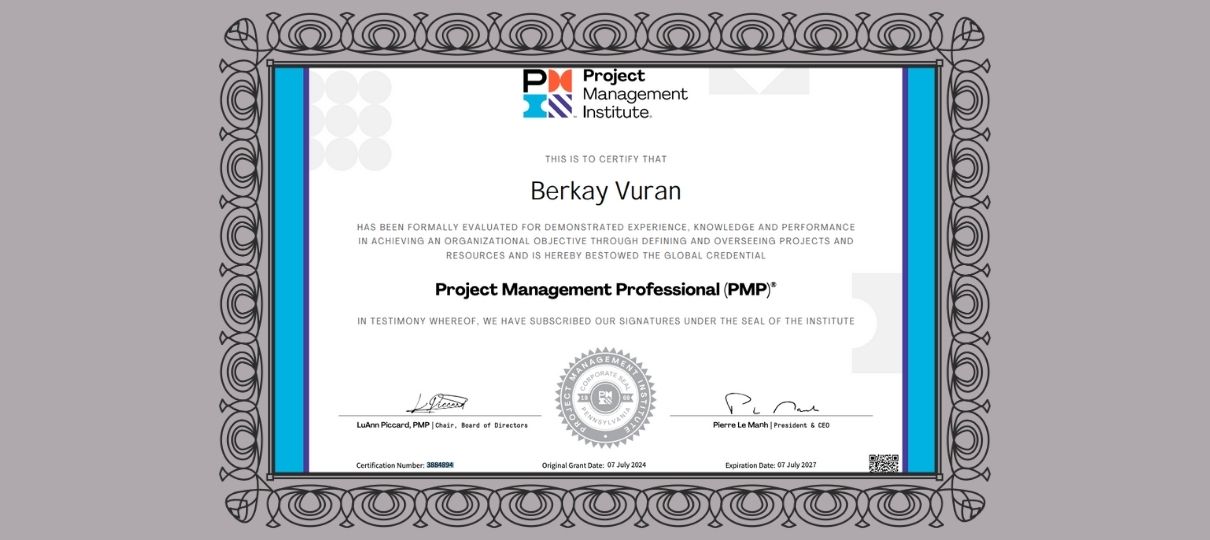 PM
Project
Management
Institute.
THIS IS TO CERTIFY THAT
Berkay Vuran
HAS BEEN FORMALLY EVALUATED FOR DEMONSTRATED EXPERIENCE, KNOWLEDGE AND PERFORMANCE
IN ACHIEVING AN ORGANIZATIONAL OBJECTIVE THROUGH DEFINING AND OVERSEEING PROJECTS AND
RESOURCES AND IS HEREBY BESTOWED THE GLOBAL CREDENTIAL
Project Management Professional (PMP)®
IN TESTIMONY WHEREOF, WE HAVE SUBSCRIBED OUR SIGNATURES UNDER THE SEAL OF THE INSTITUTE
PROJECT MANAGEMENT INSTITUTE
CORPORATE SEAL
19 69
PENNSYLVANIA
LuAnn Piccard, PMP | Chair, Board of Directors
Pierre Le Manh | President & CEO
Certification Number: 3884894
Original Grant Date: 07 July 2024
Expiration Date: 07 July 2027